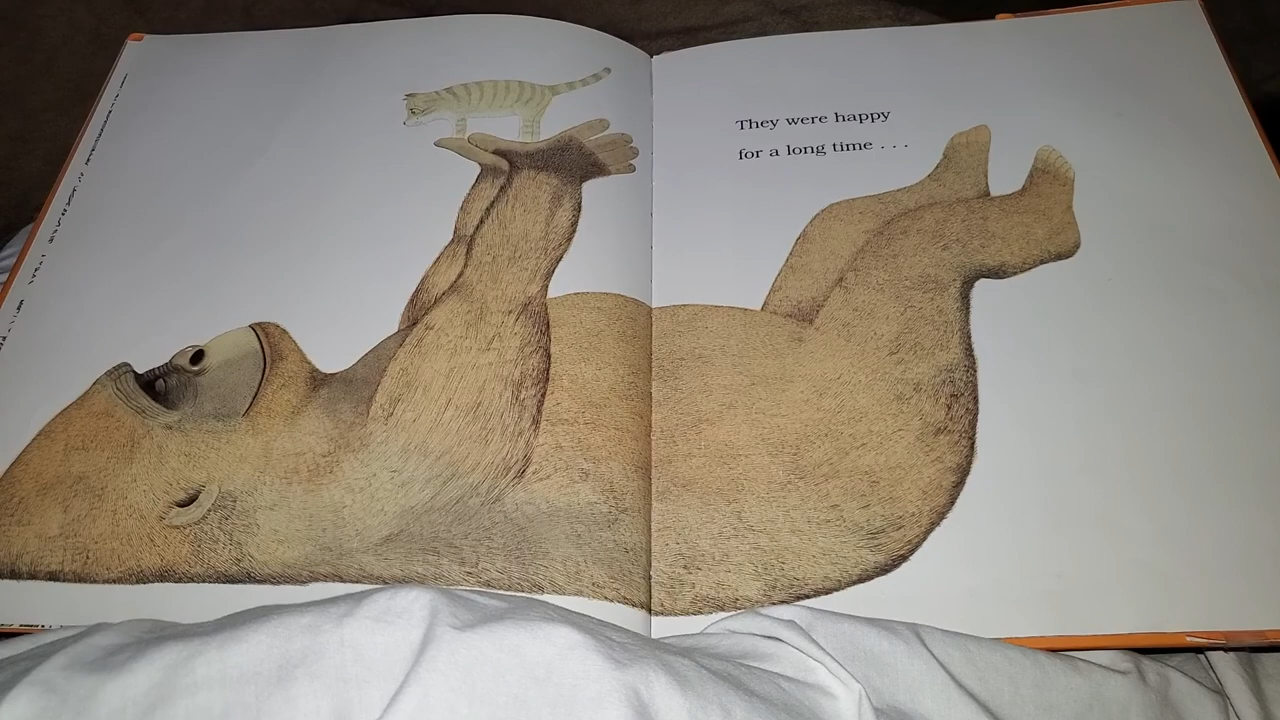 They were happy
for a long time . . .